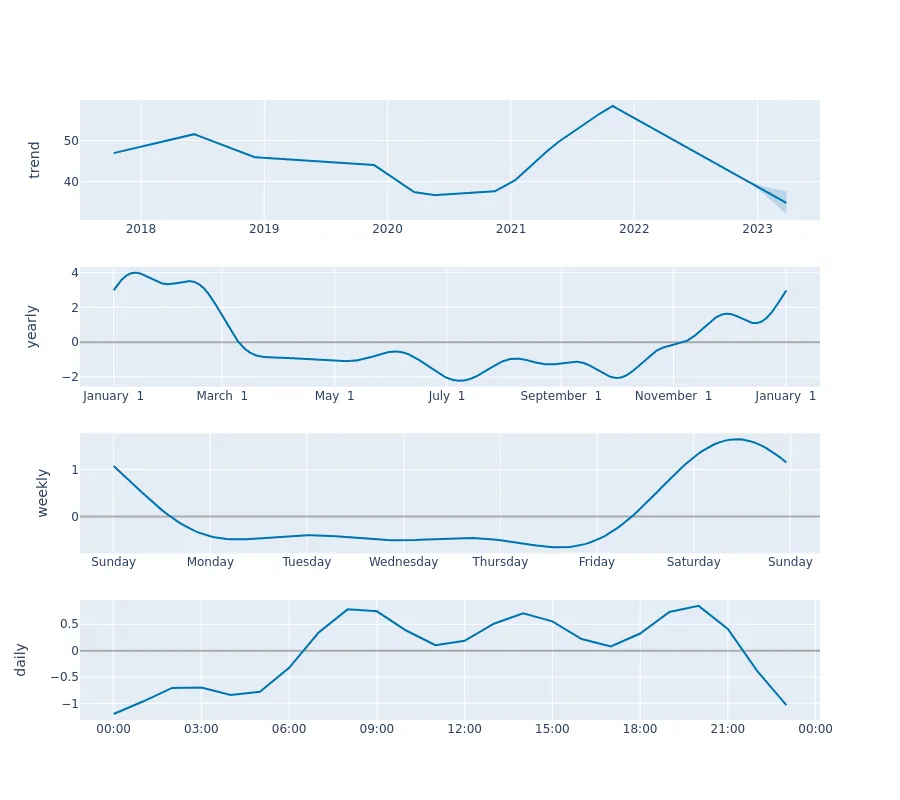 trend
50
40
2018 2019 2020 2021 2022 2023
yearly
4
2
0
−2
January 1 March 1 May 1 July 1 September 1 November 1 January 1
weekly
1
0
Sunday Monday Tuesday Wednesday Thursday Friday Saturday Sunday
daily
0.5
0
−0.5
−1
00:00 03:00 06:00 09:00 12:00 15:00 18:00 21:00 00:00